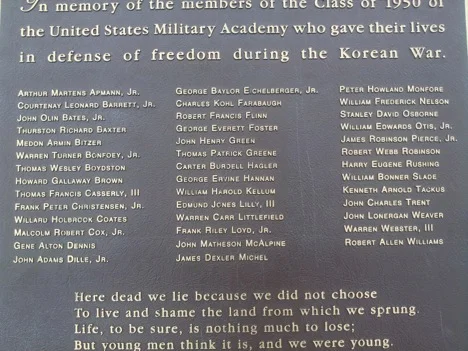 In memory of the members of the Class of 1950 of
the United States Military Academy who gave their lives
in defense of freedom during the Korean War.
ARTHUR MARTENS APMANN, JR.
COURTENAY LEONARD BARRETT, JR.
JOHN OLIN BATES, JR.
THURSTON RICHARD BAXTER
MEDON ARMIN BITZER
WARREN TURNER BONFOEY, JR.
THOMAS WESLEY BOYDSTON
HOWARD GALLAWAY BROWN
THOMAS FRANCIS CASSERLY, III
FRANK PETER CHRISTENSEN, JR.
WILLARD HOLBROOK COATES
MALCOLM ROBERT COX, JR.
GENE ALTON DENNIS
JOHN ADAMS DILLE, JR.
GEORGE BAYLOR EICHELBERGER, JR.
CHARLES KOHL FARABAUGH
ROBERT FRANCIS FLINN
GEORGE EVERETT FOSTER
JOHN HENRY GREEN
THOMAS PATRICK GREENE
CARTER BURDELL HAGLER
GEORGE ERVINE HANNAN
WILLIAM HAROLD KELLUM
EDMUND JONES LILLY, III
WARREN CARR LITTLEFIELD
FRANK RILEY LOYD, JR.
JOHN MATHESON MCALPINE
JAMES DEXLER MICHEL
PETER HOWLAND MONFORE
WILLIAM FREDERICK NELSON
STANLEY DAVID OSBORNE
WILLIAM EDWARDS OTIS, JR.
JAMES ROBINSON PIERCE, JR.
ROBERT WEBB ROBINSON
HARRY EUGENE RUSHING
WILLIAM BONNER SLADE
KENNETH ARNOLD TACKUS
JOHN CHARLES TRENT
JOHN LONERGAN WEAVER
WARREN WEBSTER, III
ROBERT ALLEN WILLIAMS
Here dead we lie because we did not choose
To live and shame the land from which we sprung.
Life, to be sure, is nothing much to lose;
But young men think it is, and we were young.